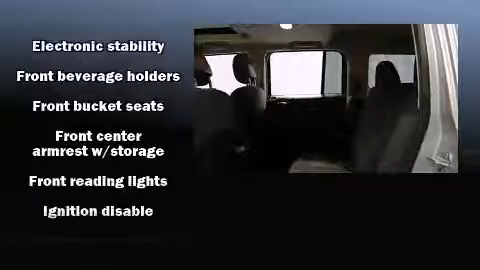 Electronic stability
Front beverage holders
Front bucket seats
Front center
armrest w/storage
Front reading lights
Ignition disable